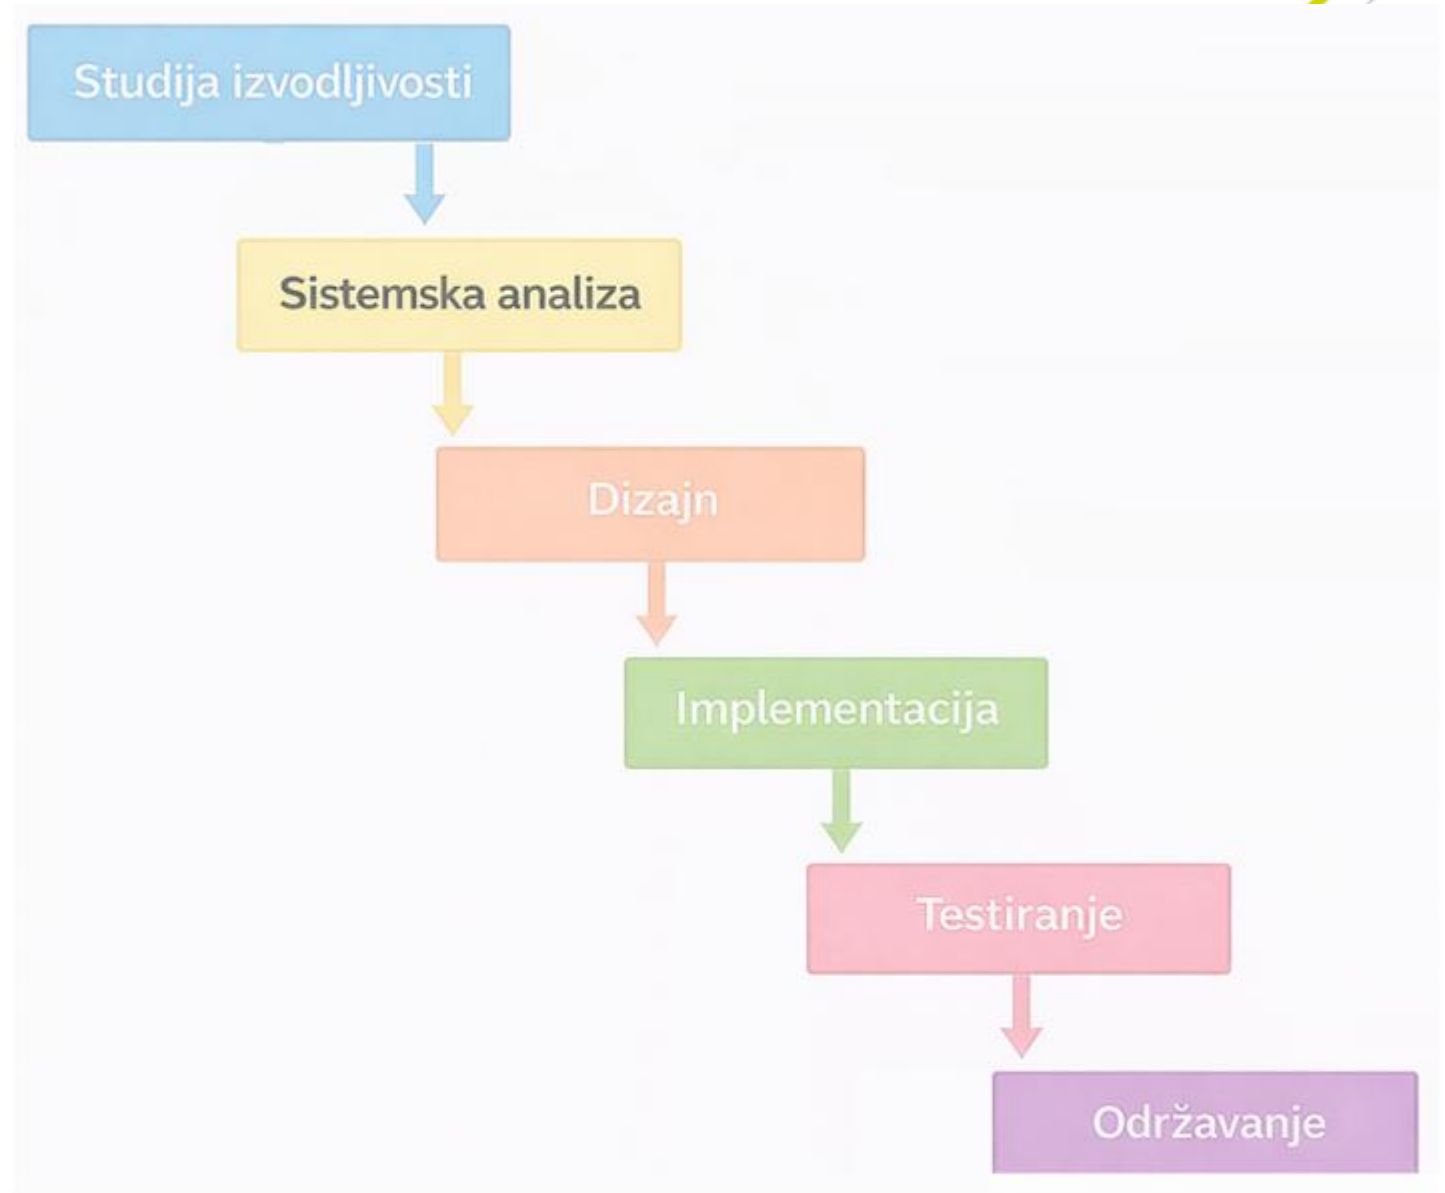 Studija izvodljivosti
Sistemska analiza
Dizajn
Implementacija
Testiranje
Održavanje